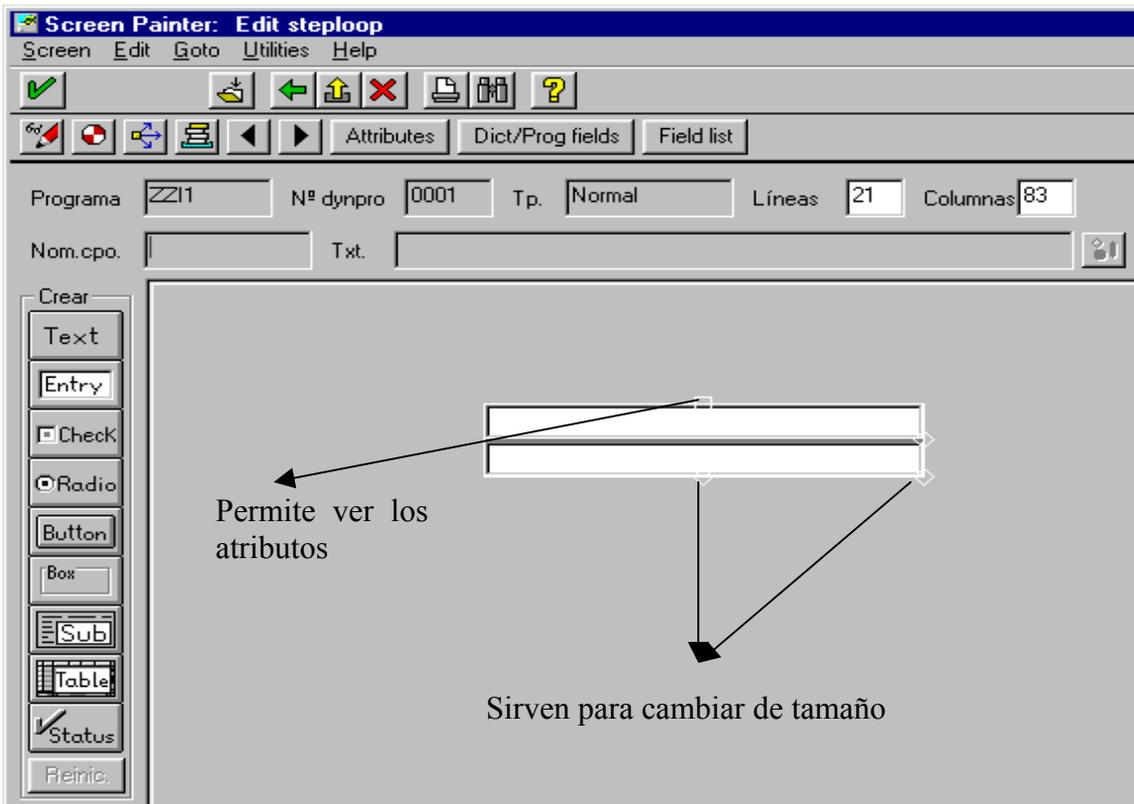 Screen Painter: Edit steploop
Screen Edit Goto Utilities Help
Attributes Dict/Prog fields Field list
Programa ZZI1 Nº dynpro 0001 Tp. Normal Líneas 21 Columnas 83
Nom.cpo. Txt.
Crear
Text
Entry
Check
Radio
Button
Box
Sub
Table
Status
Reinic.
Permite ver los
atributos
Sirven para cambiar de tamaño